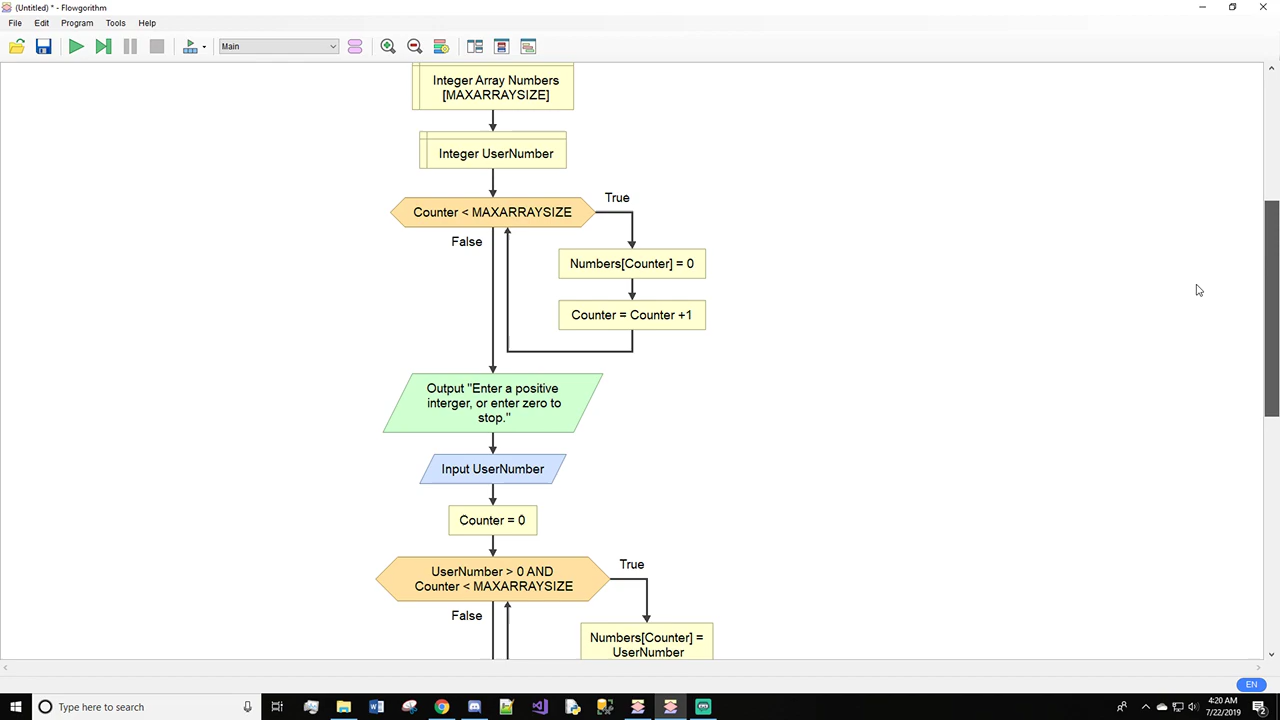 (Untitled) * - Flowgorithm
File Edit Program Tools Help
Main
Integer Array Numbers
[MAXARRAYSIZE]
Integer UserNumber
Counter < MAXARRAYSIZE
True
False
Numbers[Counter] = 0
Counter = Counter +1
Output "Enter a positive
interger, or enter zero to
stop."
Input UserNumber
Counter = 0
UserNumber > 0 AND
Counter < MAXARRAYSIZE
True
False
Numbers[Counter] =
UserNumber
EN
Type here to search
4:20 AM
7/22/2019
2